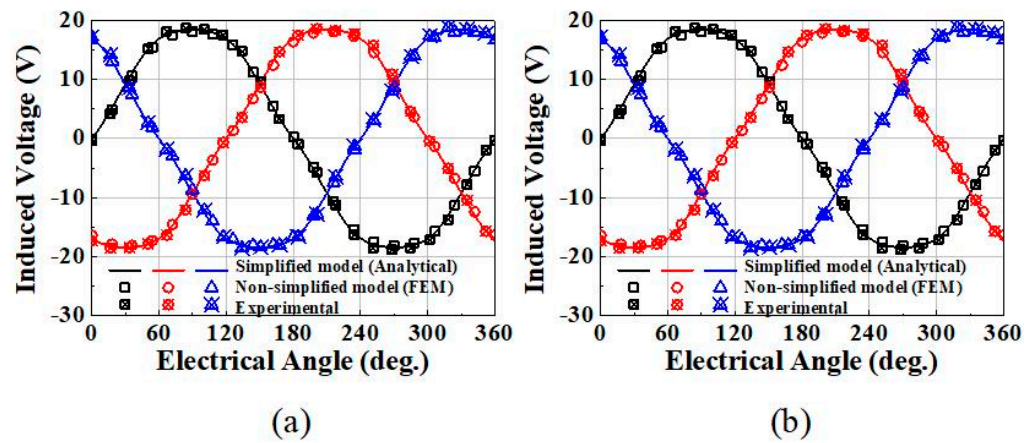 20
10
0
-10
-20
-30
Induced Voltage (V)
Simplified model (Analytical)
Non-simplified model (FEM)
Experimental
0 60 120 180 240 300 360
Electrical Angle (deg.)
(a)
20
10
0
-10
-20
-30
Induced Voltage (V)
Simplified model (Analytical)
Non-simplified model (FEM)
Experimental
0 60 120 180 240 300 360
Electrical Angle (deg.)
(b)